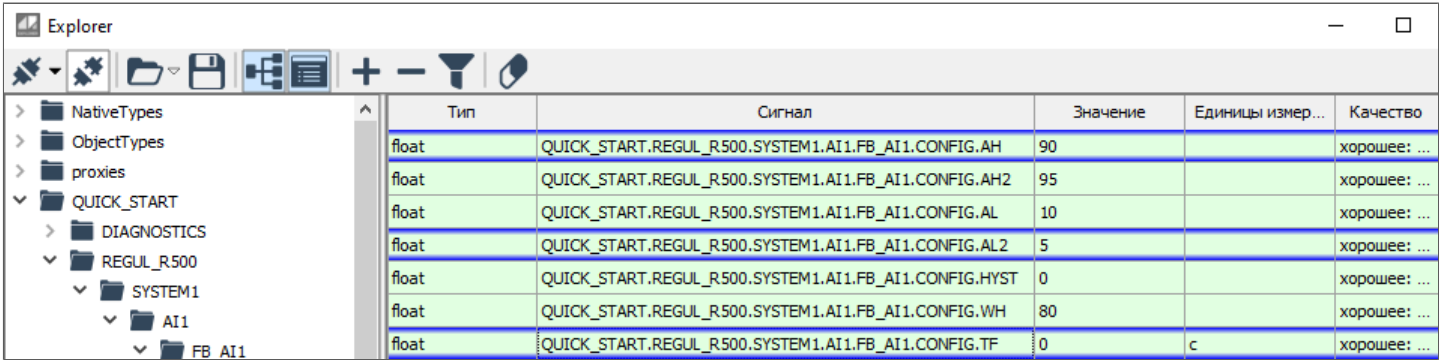 Explorer
NativeTypes
ObjectTypes
proxies
QUICK_START
DIAGNOSTICS
REGUL_R500
SYSTEM1
AI1
FB_AI1
Тип Сигнал Значение Единицы измер... Качество
float QUICK_START.REGUL_R500.SYSTEM1.AI1.FB_AI1.CONFIG.AH 90 хорошее: ...
float QUICK_START.REGUL_R500.SYSTEM1.AI1.FB_AI1.CONFIG.AH2 95 хорошее: ...
float QUICK_START.REGUL_R500.SYSTEM1.AI1.FB_AI1.CONFIG.AL 10 хорошее: ...
float QUICK_START.REGUL_R500.SYSTEM1.AI1.FB_AI1.CONFIG.AL2 5 хорошее: ...
float QUICK_START.REGUL_R500.SYSTEM1.AI1.FB_AI1.CONFIG.HYST 0 хорошее: ...
float QUICK_START.REGUL_R500.SYSTEM1.AI1.FB_AI1.CONFIG.WH 80 хорошее: ...
float QUICK_START.REGUL_R500.SYSTEM1.AI1.FB_AI1.CONFIG.TF 0 с хорошее: ...